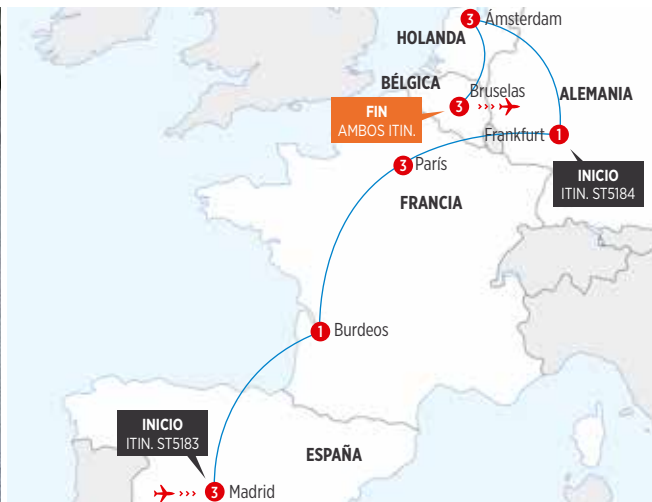 3 Ámsterdam
HOLANDA
BÉLGICA
Bruselas
3
ALEMANIA
FIN
AMBOS ITIN.
Frankfurt 1
3 París
INICIO
ITIN. ST5184
FRANCIA
1 Burdeos
INICIO
ITIN. ST5183
ESPAÑA
3 Madrid